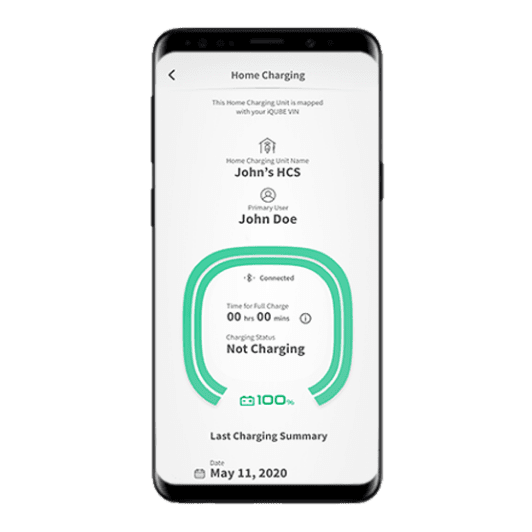 Home Charging
This Home Charging Unit is mapped
with your iQUBE VIN
Home Charging Unit Name
John's HCS
Primary User
John Doe
Connected
Time for Full Charge
00 hrs 00 mins
Charging Status
Not Charging
100%
Last Charging Summary
Date
May 11, 2020